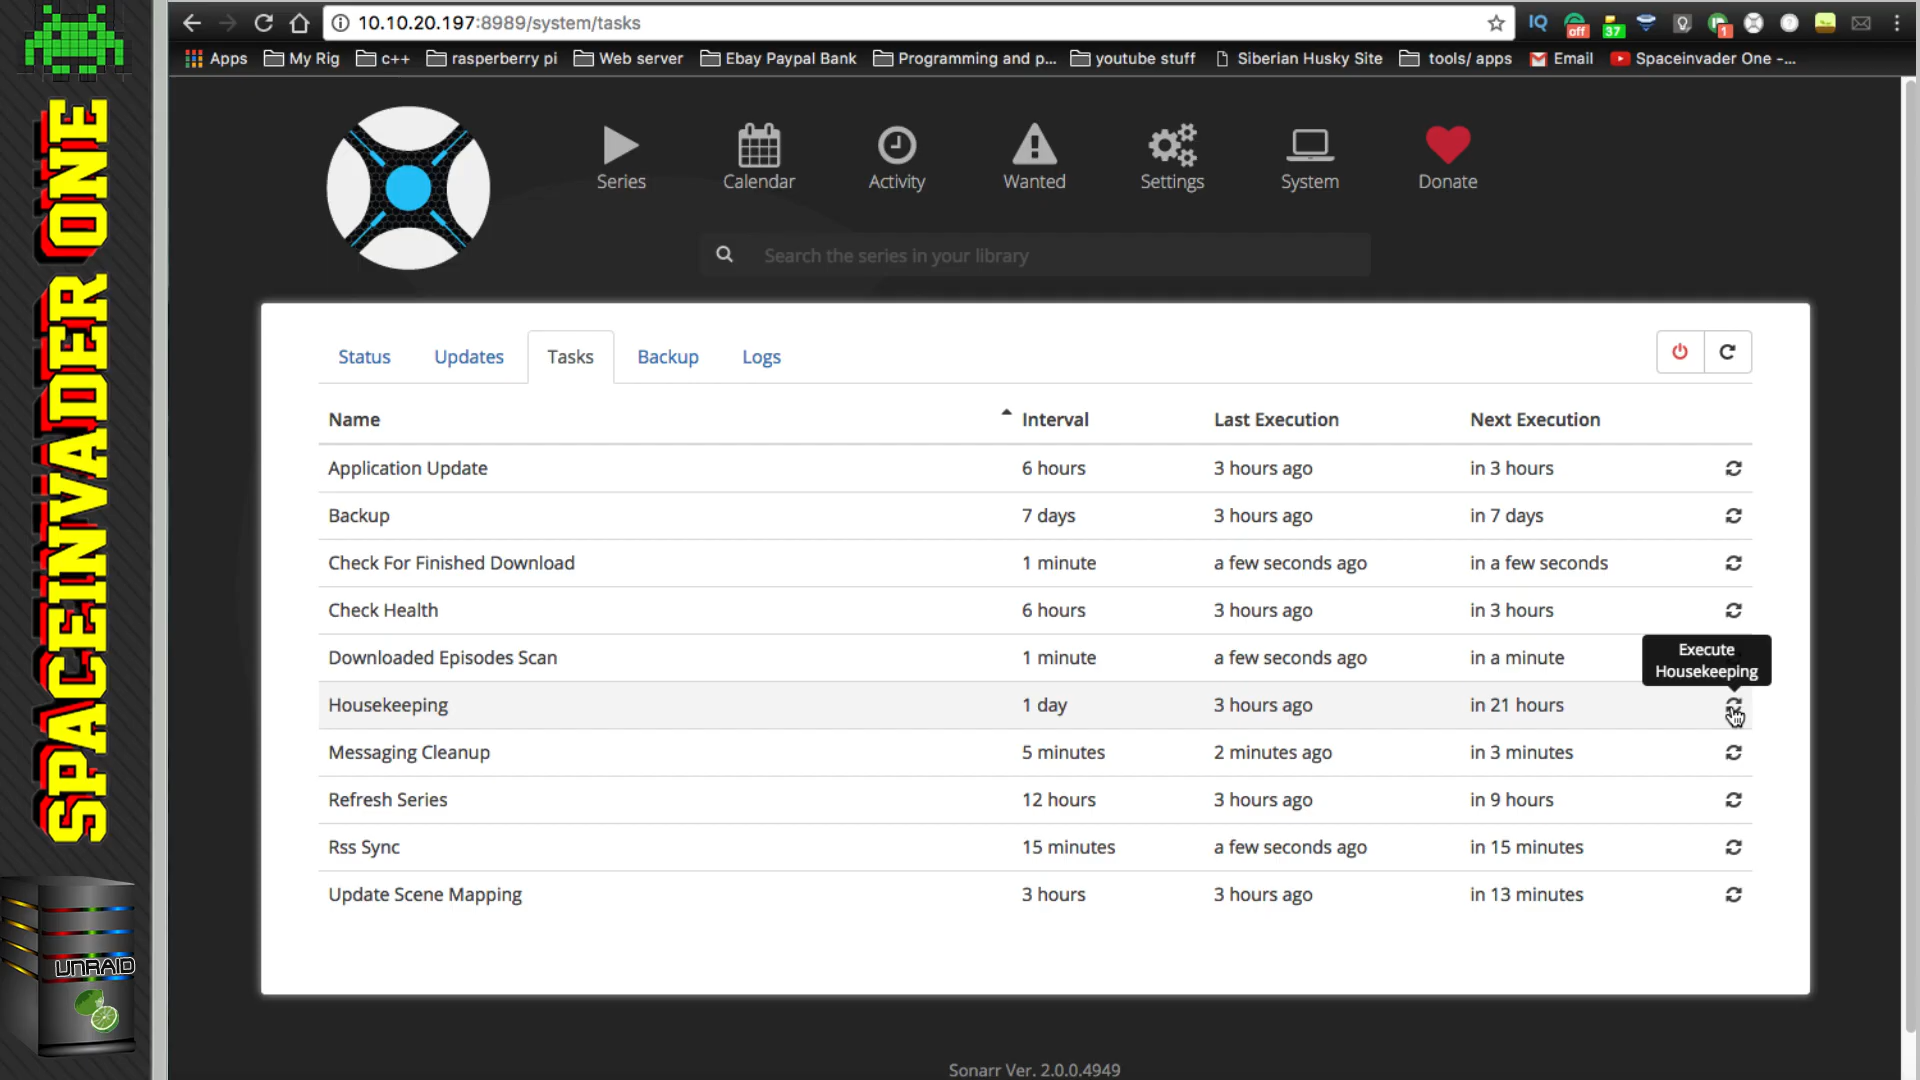 10.10.20.197:8989/system/tasks
IQ off 37 1
Apps My Rig c++ rasperberry pi Web server Ebay Paypal Bank Programming and p... youtube stuff Siberian Husky Site tools/ apps Email Spaceinvader One -...
SPACEINVADER ONE
Series Calendar Activity Wanted Settings System Donate
Search the series in your library
Status Updates Tasks Backup Logs
Name Interval Last Execution Next Execution
Application Update 6 hours 3 hours ago in 3 hours
Backup 7 days 3 hours ago in 7 days
Check For Finished Download 1 minute a few seconds ago in a few seconds
Check Health 6 hours 3 hours ago in 3 hours
Downloaded Episodes Scan 1 minute a few seconds ago in a minute
Execute
Housekeeping
Housekeeping 1 day 3 hours ago in 21 hours
Messaging Cleanup 5 minutes 2 minutes ago in 3 minutes
Refresh Series 12 hours 3 hours ago in 9 hours
Rss Sync 15 minutes a few seconds ago in 15 minutes
Update Scene Mapping 3 hours 3 hours ago in 13 minutes
UNRAID
Sonarr Ver. 2.0.0.4949